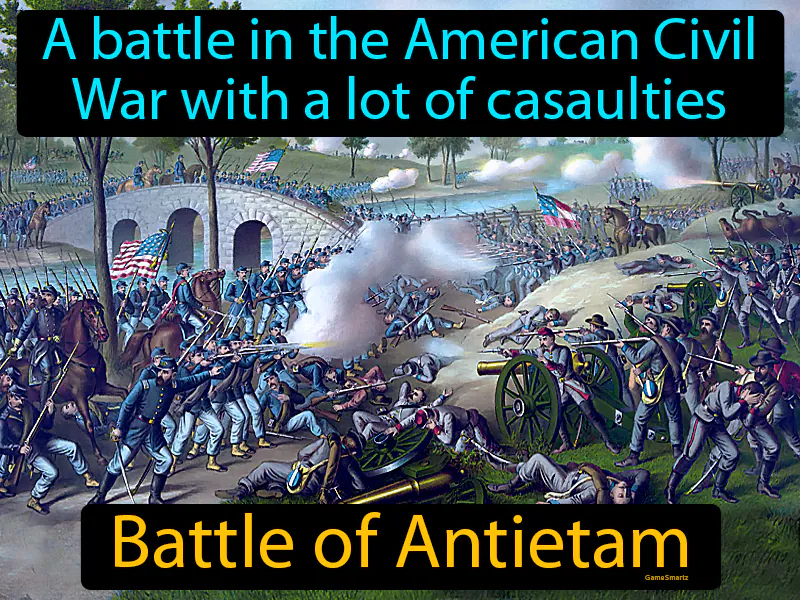 A battle in the American Civil
War with a lot of casaulties
Battle of Antietam
GameSmartz